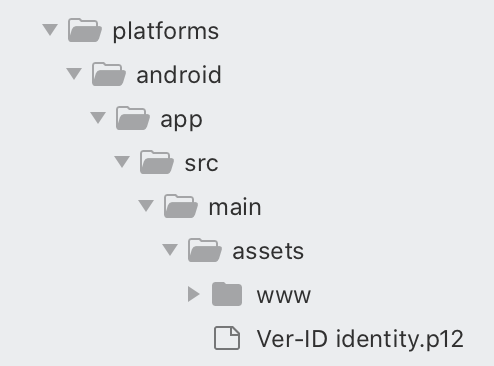 platforms
android
app
src
main
assets
www
Ver-ID identity.p12